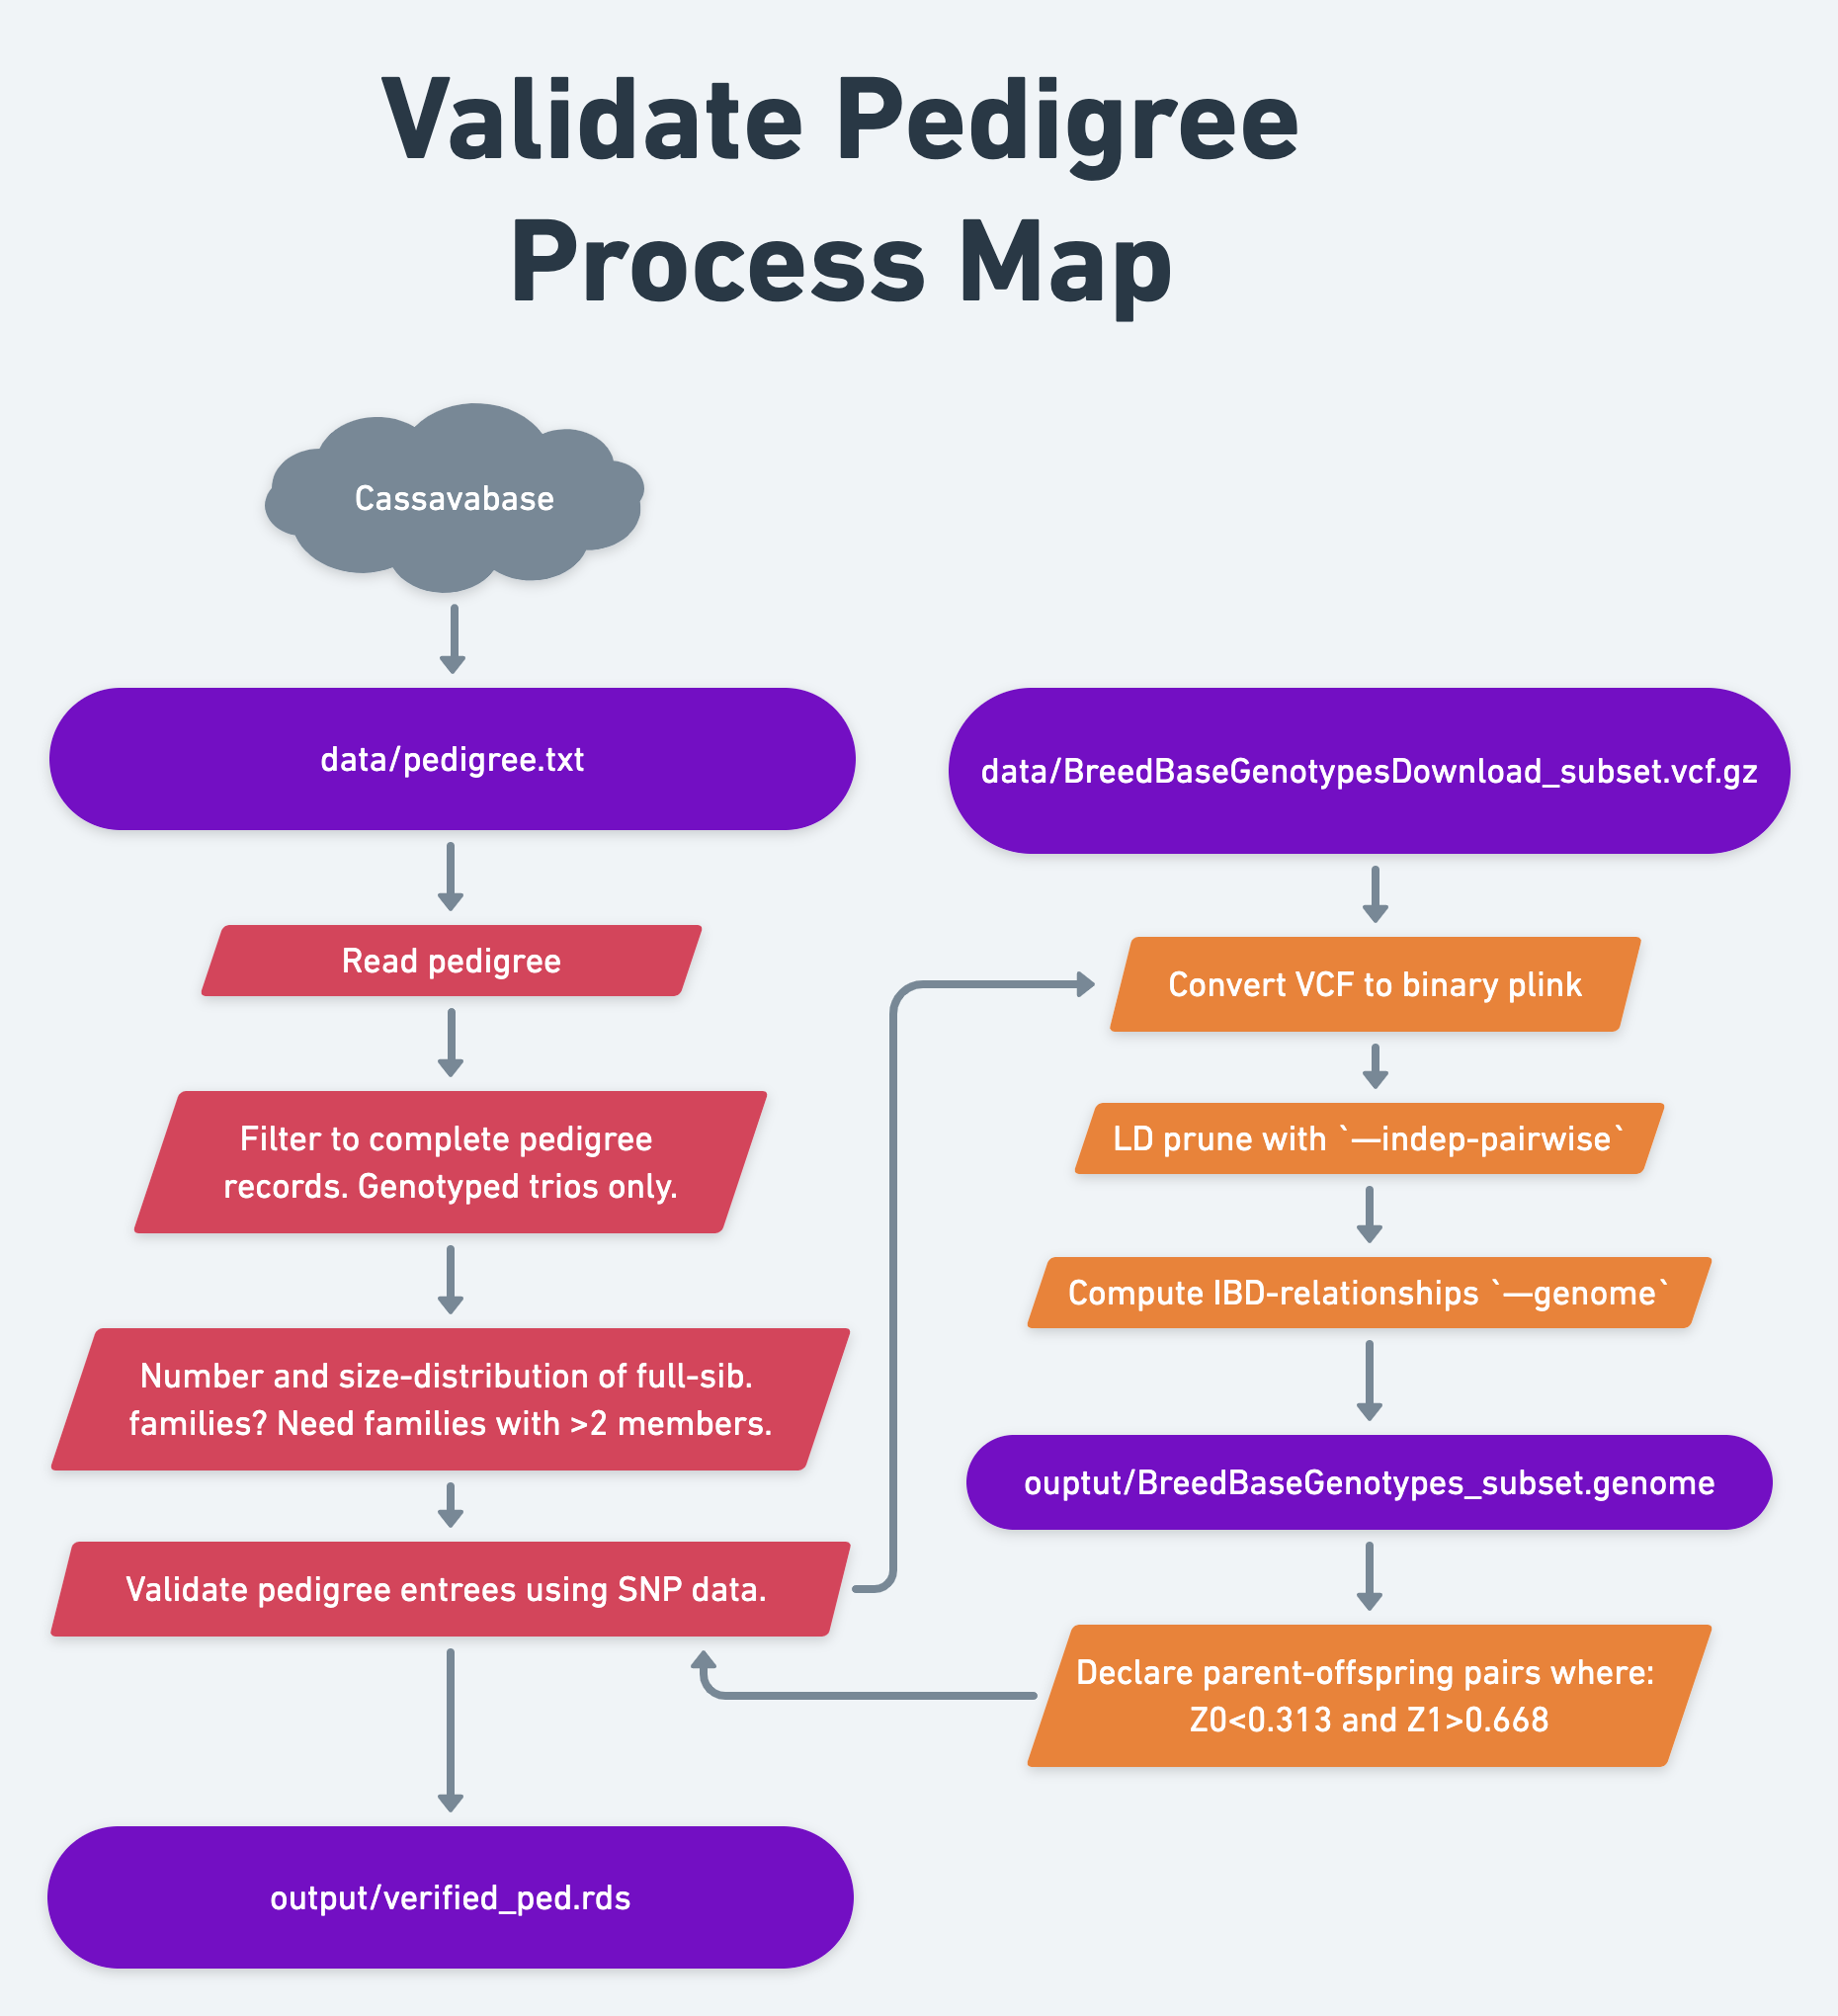 Validate Pedigree
Process Map
Cassavabase
data/pedigree.txt
Read pedigree
Filter to complete pedigree
records. Genotyped trios only.
Number and size-distribution of full-sib.
families? Need families with >2 members.
Validate pedigree entrees using SNP data.
output/verified_ped.rds
data/BreedBaseGenotypesDownload_subset.vcf.gz
Convert VCF to binary plink
LD prune with `—indep-pairwise`
Compute IBD-relationships `—genome`
ouptut/BreedBaseGenotypes_subset.genome
Declare parent-offspring pairs where:
Z0<0.313 and Z1>0.668